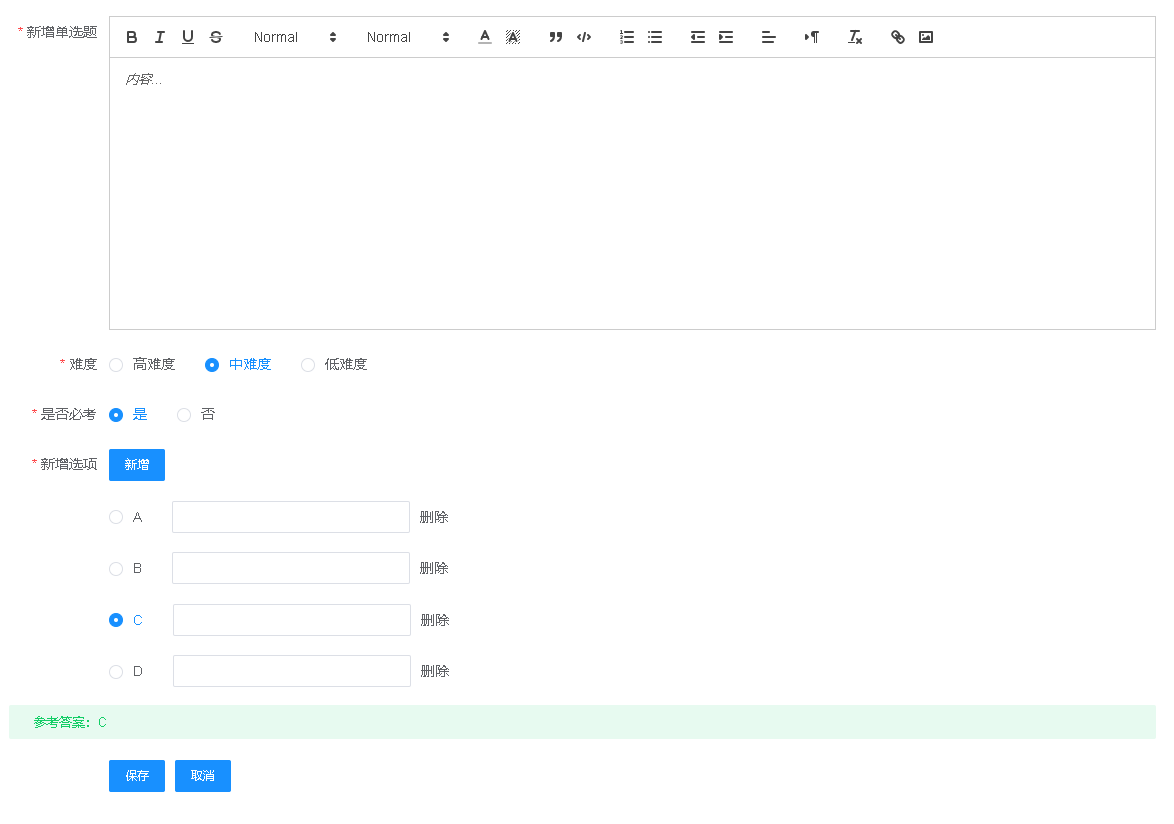 * 新增单选题 B I U S Normal Normal A A
内容...
* 难度 高难度 中难度 低难度
* 是否必考 是 否
* 新增选项 新增
A 删除
B 删除
C 删除
D 删除
参考答案: C
保存 取消